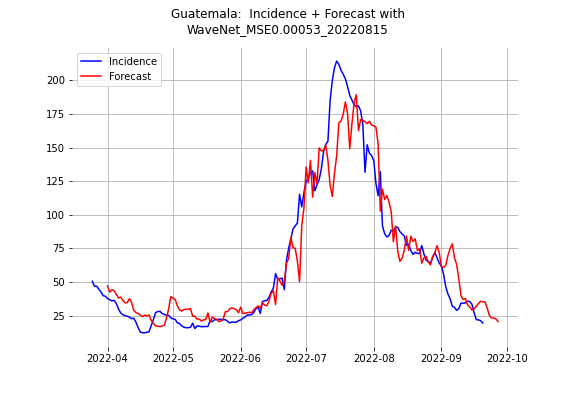 Guatemala:  Incidence + Forecast with
WaveNet_MSE0.00053_20220815
Incidence
Forecast
200
175
150
125
100
75
50
25
2022-04 2022-05 2022-06 2022-07 2022-08 2022-09 2022-10